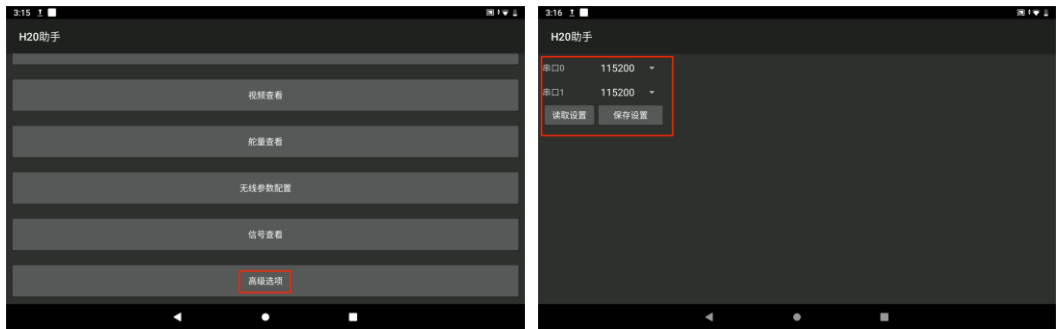 3:15
H20助手
视频查看
舵量查看
无线参数配置
信号查看
高级选项
3:16
H20助手
串口0 115200
串口1 115200
读取设置 保存设置